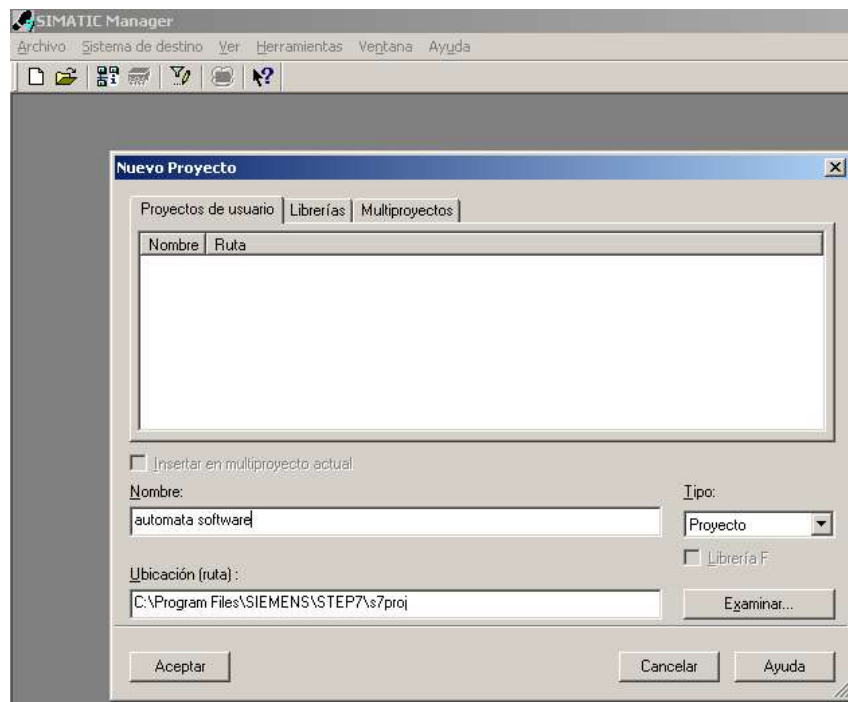 SIMATIC Manager
Archivo Sistema de destino Ver Herramientas Ventana Ayuda
Nuevo Proyecto
Proyectos de usuario Librerías Multiproyectos
Nombre Ruta
Insertar en multiproyecto actual
Nombre: Tipo:
automata software Proyecto
Librería F
Ubicación (ruta) :
C:\Program Files\SIEMENS\STEP7\s7proj Examinar...
Aceptar Cancelar Ayuda